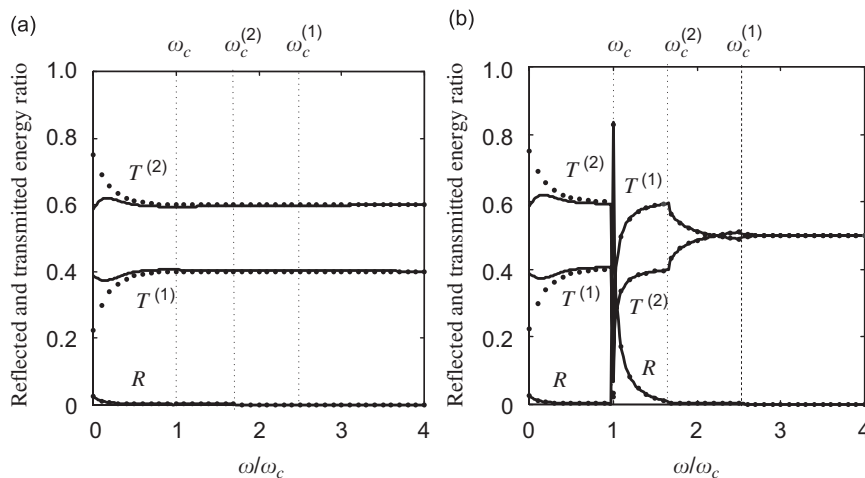 (a)
ω_c ω_c^(2) ω_c^(1)
Reflected and transmitted energy ratio
1.0
0.8
0.6
0.4
0.2
0
T^(2)
T^(1)
R
0 1 2 3 4
ω/ω_c
(b)
ω_c ω_c^(2) ω_c^(1)
Reflected and transmitted energy ratio
1.0
0.8
0.6
0.4
0.2
0
T^(2)
T^(1)
T^(1)
T^(2)
R
R
0 1 2 3 4
ω/ω_c